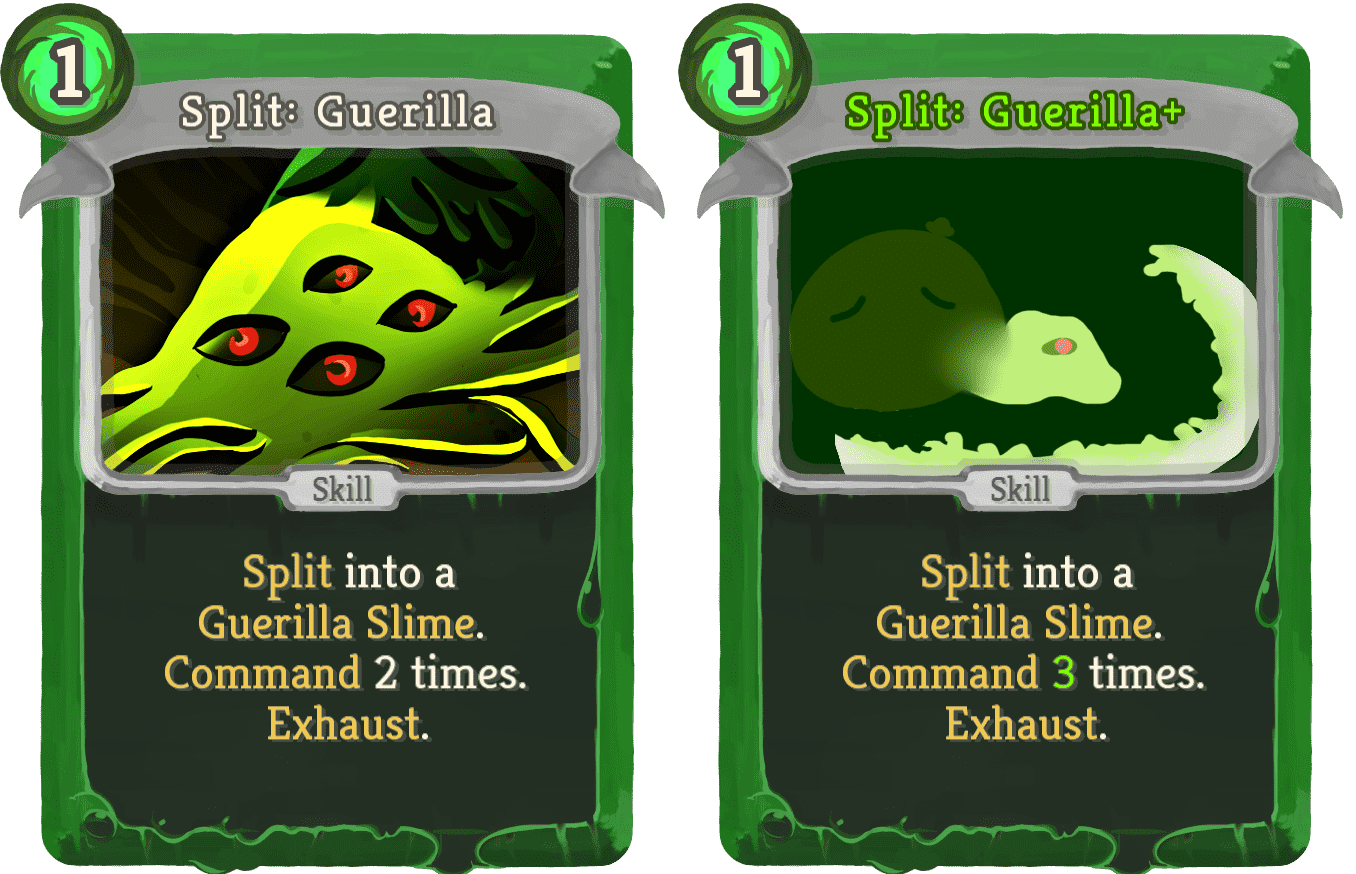 1
Split: Guerilla
Skill
Split into a
Guerilla Slime.
Command 2 times.
Exhaust.
1
Split: Guerilla+
Skill
Split into a
Guerilla Slime.
Command 3 times.
Exhaust.